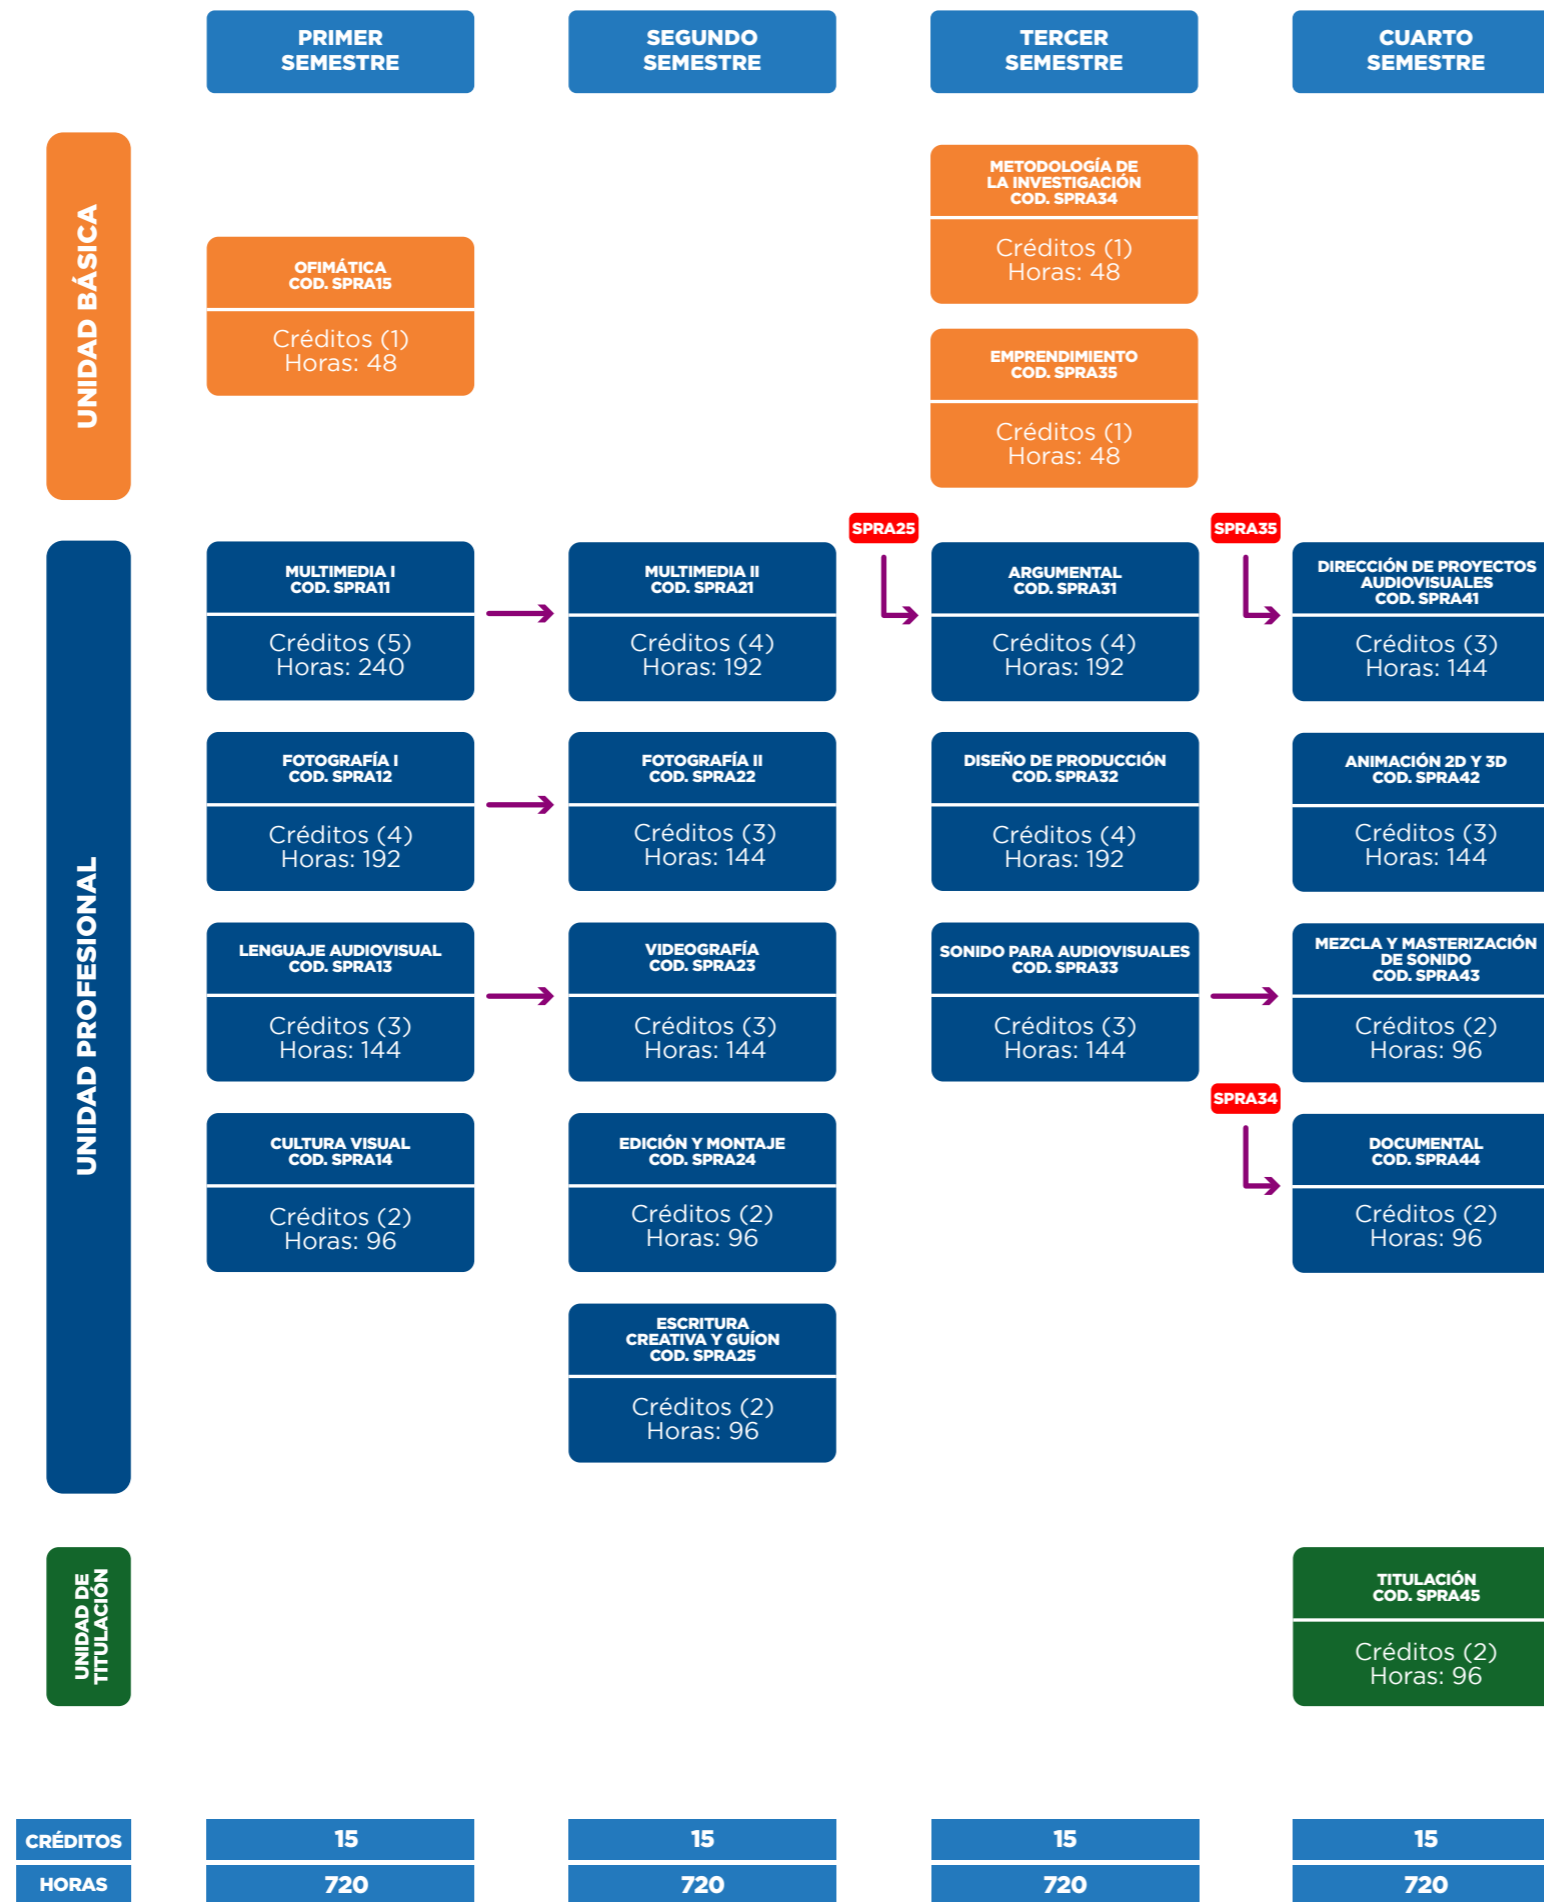 PRIMER
SEMESTRE
SEGUNDO
SEMESTRE
TERCER
SEMESTRE
CUARTO
SEMESTRE
UNIDAD BÁSICA
OFIMÁTICA
COD. SPRA15
Créditos (1)
Horas: 48
METODOLOGÍA DE
LA INVESTIGACIÓN
COD. SPRA34
Créditos (1)
Horas: 48
EMPRENDIMIENTO
COD. SPRA35
Créditos (1)
Horas: 48
UNIDAD PROFESIONAL
MULTIMEDIA I
COD. SPRA11
Créditos (5)
Horas: 240
MULTIMEDIA II
COD. SPRA21
Créditos (4)
Horas: 192
SPRA25
ARGUMENTAL
COD. SPRA31
Créditos (4)
Horas: 192
SPRA35
DIRECCIÓN DE PROYECTOS
AUDIOVISUALES
COD. SPRA41
Créditos (3)
Horas: 144
FOTOGRAFÍA I
COD. SPRA12
Créditos (4)
Horas: 192
FOTOGRAFÍA II
COD. SPRA22
Créditos (3)
Horas: 144
DISEÑO DE PRODUCCIÓN
COD. SPRA32
Créditos (4)
Horas: 192
ANIMACIÓN 2D Y 3D
COD. SPRA42
Créditos (3)
Horas: 144
LENGUAJE AUDIOVISUAL
COD. SPRA13
Créditos (3)
Horas: 144
VIDEOGRAFÍA
COD. SPRA23
Créditos (3)
Horas: 144
SONIDO PARA AUDIOVISUALES
COD. SPRA33
Créditos (3)
Horas: 144
MEZCLA Y MASTERIZACIÓN
DE SONIDO
COD. SPRA43
Créditos (2)
Horas: 96
CULTURA VISUAL
COD. SPRA14
Créditos (2)
Horas: 96
EDICIÓN Y MONTAJE
COD. SPRA24
Créditos (2)
Horas: 96
SPRA34
DOCUMENTAL
COD. SPRA44
Créditos (2)
Horas: 96
ESCRITURA
CREATIVA Y GUÍON
COD. SPRA25
Créditos (2)
Horas: 96
UNIDAD DE
TITULACIÓN
TITULACIÓN
COD. SPRA45
Créditos (2)
Horas: 96
CRÉDITOS
15
15
15
15
HORAS
720
720
720
720